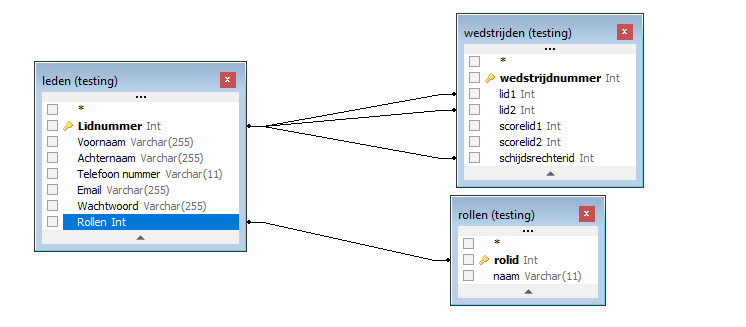 leden (testing)
x
...
*
Lidnummer Int
Voornaam Varchar(255)
Achternaam Varchar(255)
Telefoon nummer Varchar(11)
Email Varchar(255)
Wachtwoord Varchar(255)
Rollen Int
wedstrijden (testing)
x
...
*
wedstrijdnummer Int
lid1 Int
lid2 Int
scorelid1 Int
scorelid2 Int
schijdsrechterid Int
rollen (testing)
x
...
*
rolid Int
naam Varchar(11)